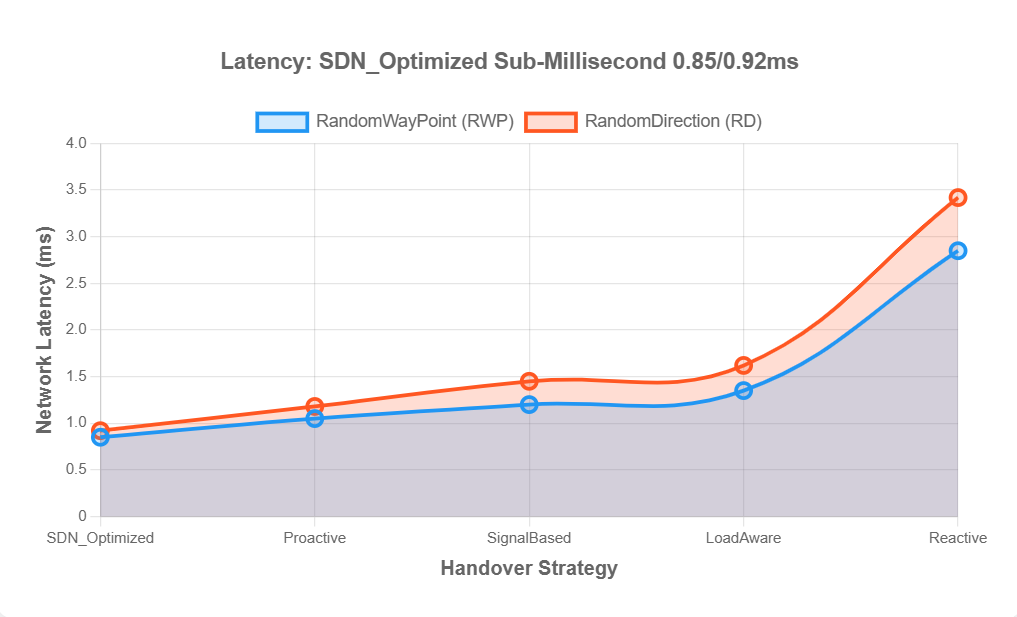 Latency: SDN_Optimized Sub-Millisecond 0.85/0.92ms
RandomWayPoint (RWP) RandomDirection (RD)
4.0
3.5
3.0
2.5
2.0
1.5
1.0
0.5
0
Network Latency (ms)
SDN_Optimized Proactive SignalBased LoadAware Reactive
Handover Strategy